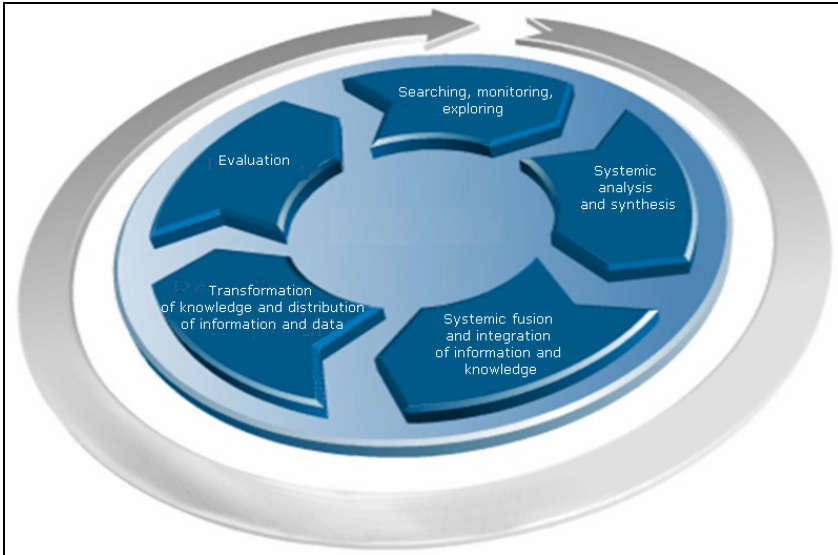 Searching, monitoring,
exploring
Systemic
analysis
and synthesis
Systemic fusion
and integration
of information and
knowledge
Transformation
of knowledge and distribution
of information and data
Evaluation